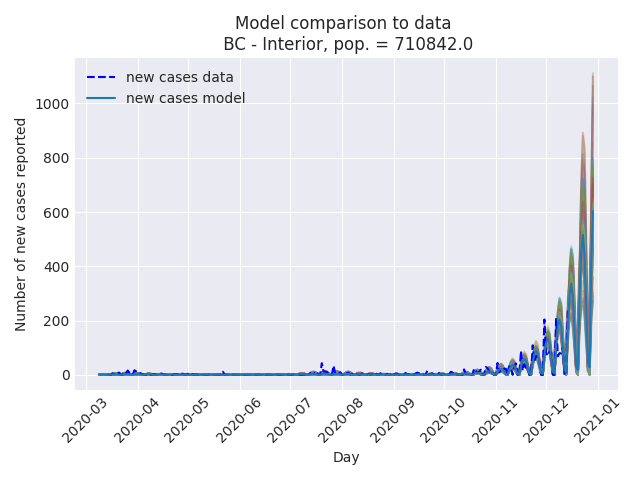 Model comparison to data
BC - Interior, pop. = 710842.0
new cases data
new cases model
Number of new cases reported
1000
800
600
400
200
0
2020-03
2020-04
2020-05
2020-06
2020-07
2020-08
2020-09
2020-10
2020-11
2020-12
2021-01
Day